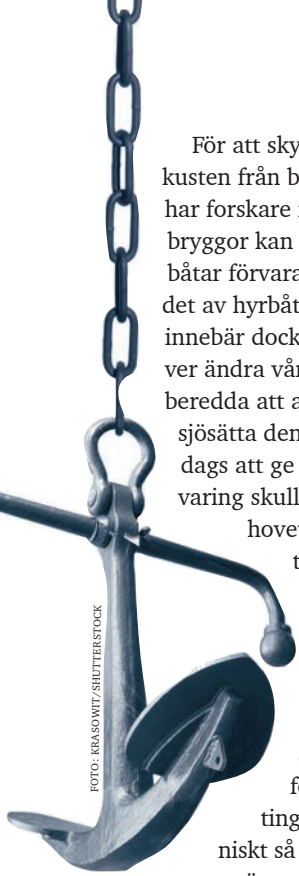 För att sky
kusten från b
har forskare
bryggor kan
båtar förvara
det av hyrbåt
innebär dock
ver ändra vår
beredda att a
sjösätta den
dags att ge
varing skull
hovet
t
fö
ting
niskt så
FOTO: KRASOWIT/SHUTTERSTOCK